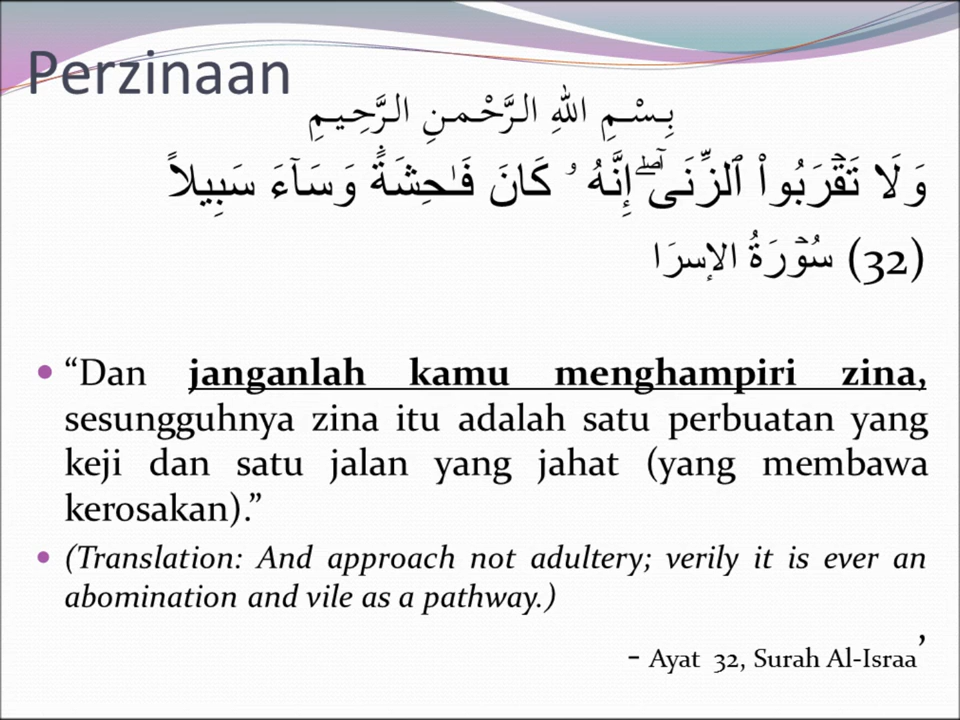 Perzinaan
بِسْمِ اللهِ الرَّحْمنِ الرَّحِيمِ
وَلَا تَقۡرَبُواْ ٱلزِّنَىٰٓۖ إِنَّهُ ۥ كَانَ فَـٰحِشَةً۬ وَسَآءَ سَبِيلاً
(32) سُوۡرَةُ الإسرَا
• “Dan janganlah kamu menghampiri zina,
sesungguhnya zina itu adalah satu perbuatan yang
keji dan satu jalan yang jahat (yang membawa
kerosakan).”
• (Translation: And approach not adultery; verily it is ever an
abomination and vile as a pathway.)
- Ayat 32, Surah Al-Israa’